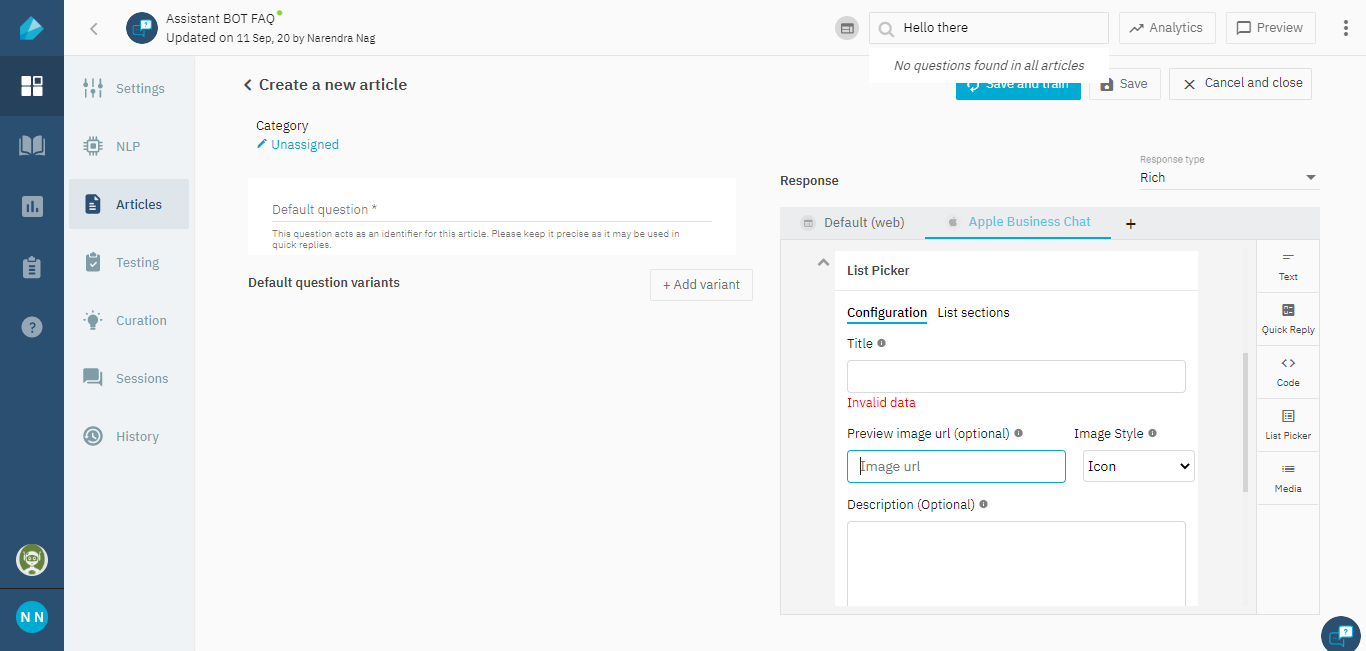 Assistant BOT FAQ
Updated on 11 Sep, 20 by Narendra Nag
Hello there
Analytics
Preview
No questions found in all articles
Settings
NLP
Articles
Testing
Curation
Sessions
History
N N
Create a new article
Save and train
Save
Cancel and close
Category
Unassigned
Default question *
This question acts as an identifier for this article. Please keep it precise as it may be used in
quick replies.
Default question variants
+ Add variant
Response
Response type
Rich
Default (web)
Apple Business Chat
+
List Picker
Configuration
List sections
Title
Invalid data
Preview image url (optional)
Image Style
Image url
Icon
Description (Optional)
Text
Quick Reply
Code
List Picker
Media